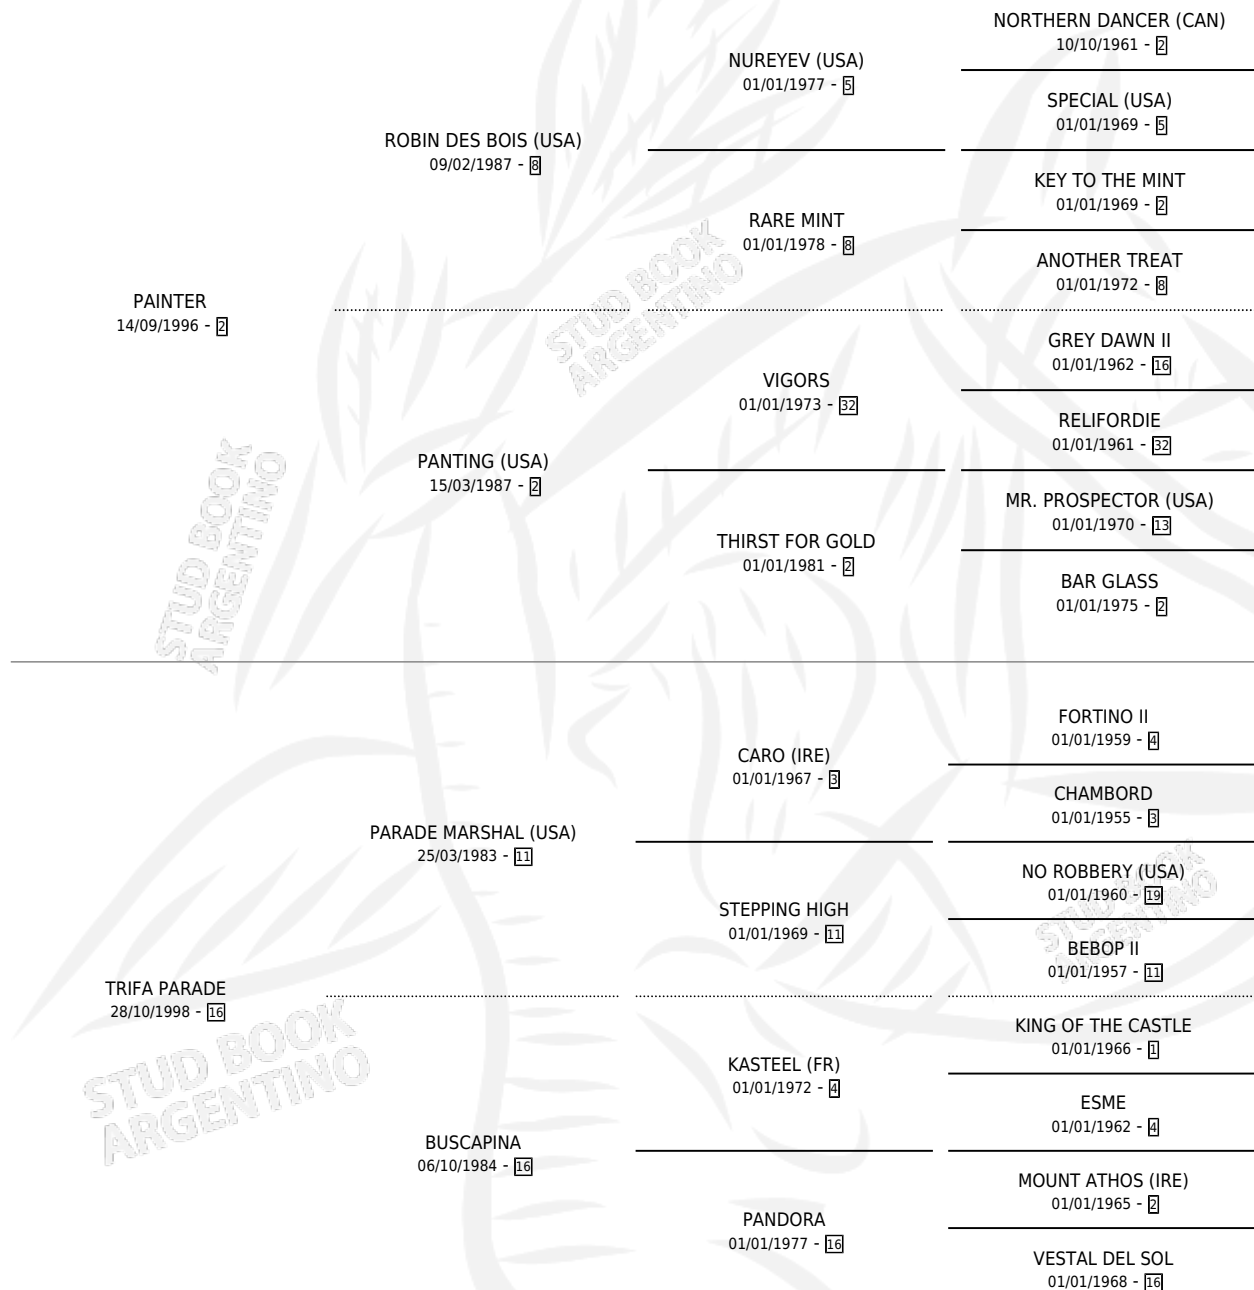 NORTHERN DANCER (CAN)
10/10/1961 - 2
NUREYEV (USA)
01/01/1977 - 5
SPECIAL (USA)
01/01/1969 - 5
ROBIN DES BOIS (USA)
09/02/1987 - 8
KEY TO THE MINT
01/01/1969 - 2
RARE MINT
01/01/1978 - 8
ANOTHER TREAT
01/01/1972 - 8
PAINTER
14/09/1996 - 2
GREY DAWN II
01/01/1962 - 16
VIGORS
01/01/1973 - 32
RELIFORDIE
01/01/1961 - 32
PANTING (USA)
15/03/1987 - 2
MR. PROSPECTOR (USA)
01/01/1970 - 13
THIRST FOR GOLD
01/01/1981 - 2
BAR GLASS
01/01/1975 - 2
FORTINO II
01/01/1959 - 4
CARO (IRE)
01/01/1967 - 3
CHAMBORD
01/01/1955 - 3
PARADE MARSHAL (USA)
25/03/1983 - 11
NO ROBBERY (USA)
01/01/1960 - 19
STEPPING HIGH
01/01/1969 - 11
BEBOP II
01/01/1957 - 11
TRIFA PARADE
28/10/1998 - 16
KING OF THE CASTLE
01/01/1966 - 1
KASTEEL (FR)
01/01/1972 - 4
ESME
01/01/1962 - 4
BUSCAPINA
06/10/1984 - 16
MOUNT ATHOS (IRE)
01/01/1965 - 2
PANDORA
01/01/1977 - 16
VESTAL DEL SOL
01/01/1968 - 16
STUD BOOK
ARGENTINO
STUD BOOK
ARGENTINO
STUD BOOK
ARGENTINO
STUD BOOK
ARGENTINO